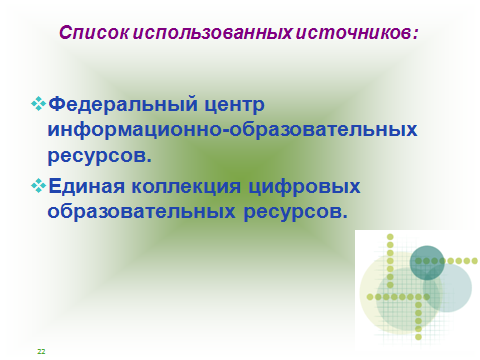 Список использованных источников:
❖Федеральный центр
информационно-образовательных
ресурсов.
❖Единая коллекция цифровых
образовательных ресурсов.
22